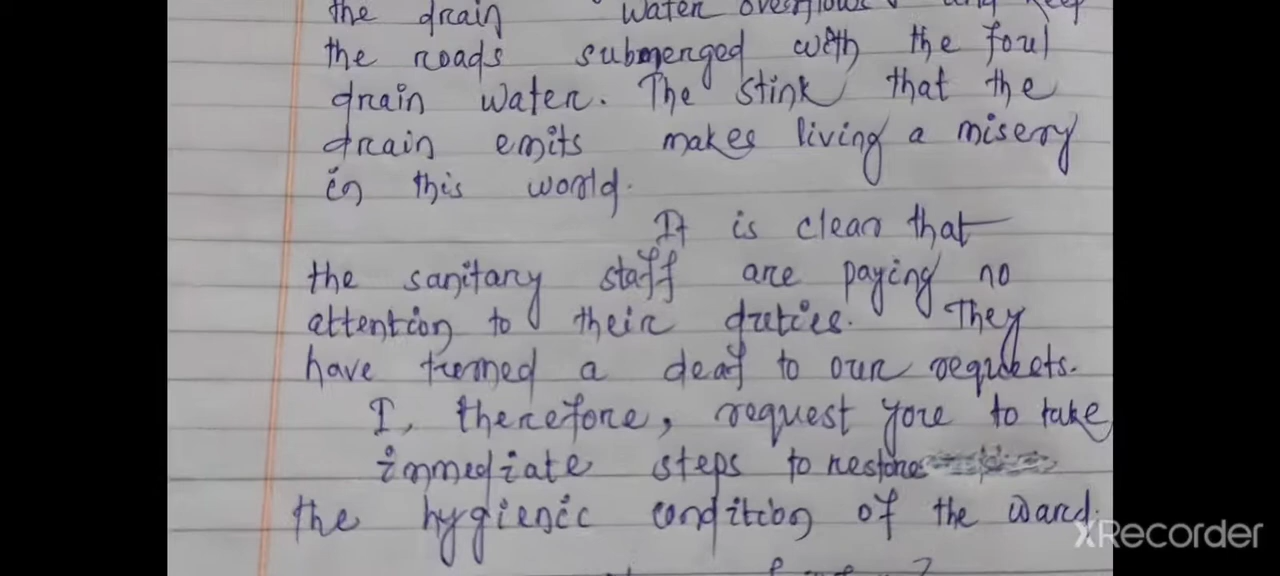 the drain water overflows and keep
the roads submerged with the foul
drain water. The stink that the
drain emits makes living a misery
in this world.
It is clear that
the sanitary staff are paying no
attention to their duties. They
have turned a deaf to our requests.
I, therefore, request you to take
immediate steps to restore
the hygienic condition of the ward.
XRecorder